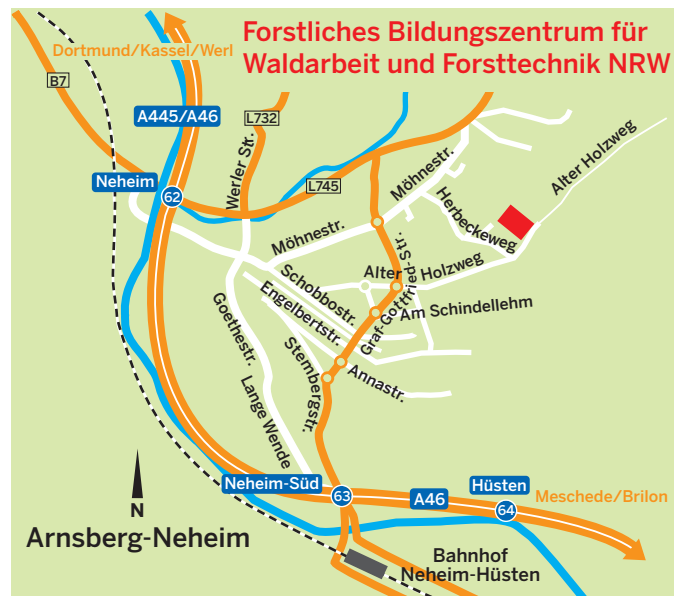 Forstliches Bildungszentrum für
Waldarbeit und Forsttechnik NRW
Dortmund/Kassel/Werl
B7
A445/A46
L732
Werler Str.
Neheim
62
L745
Möhnestr.
Alter Holzweg
Herbeckeweg
Möhnestr.
Graf-Gottfried-Str.
Alter Holzweg
Schobbostr.
Engelbertstr.
Am Schindellehm
Goethestr.
Stembergstr.
Annastr.
Lange Wende
Neheim-Süd
63
A46
Hüsten
64
Meschede/Brilon
N
Arnsberg-Neheim
Bahnhof
Neheim-Hüsten